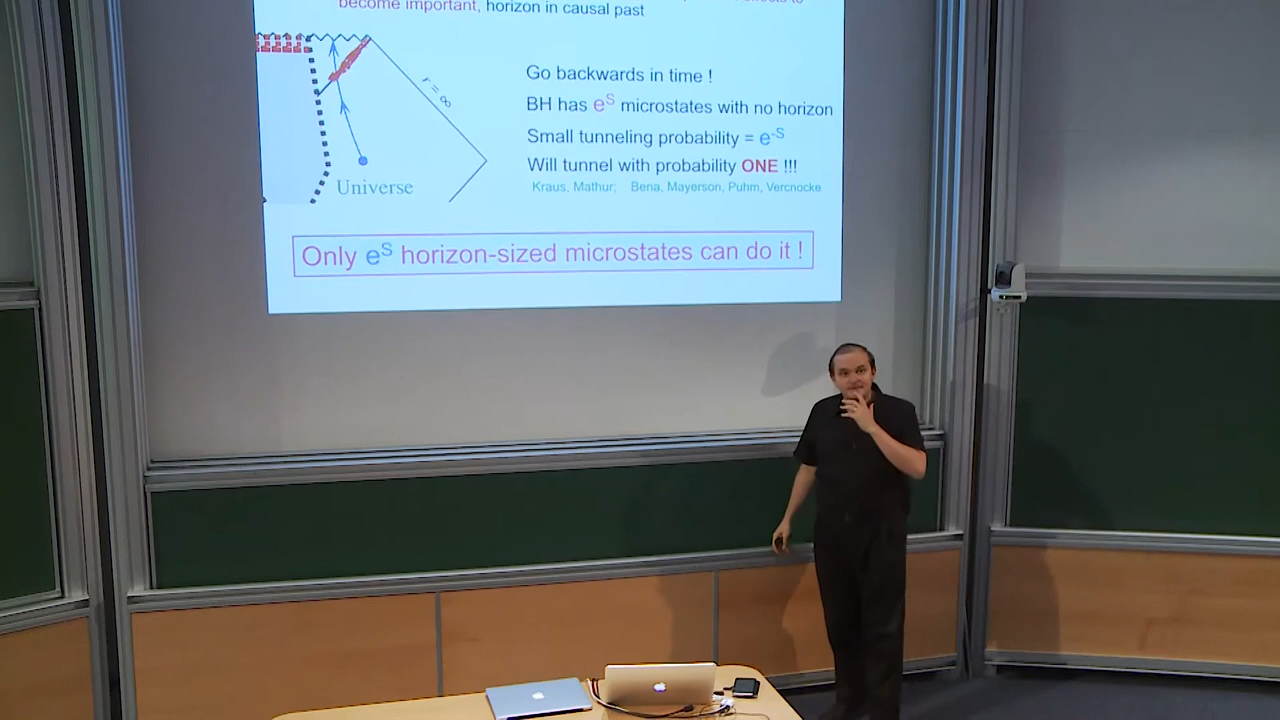 become important, horizon in causal past
r = ∞
Go backwards in time !
BH has e^S microstates with no horizon
Small tunneling probability = e^-S
Will tunnel with probability ONE !!!
Kraus, Mathur; Bena, Mayerson, Puhm, Vercnocke
Universe
Only e^S horizon-sized microstates can do it !